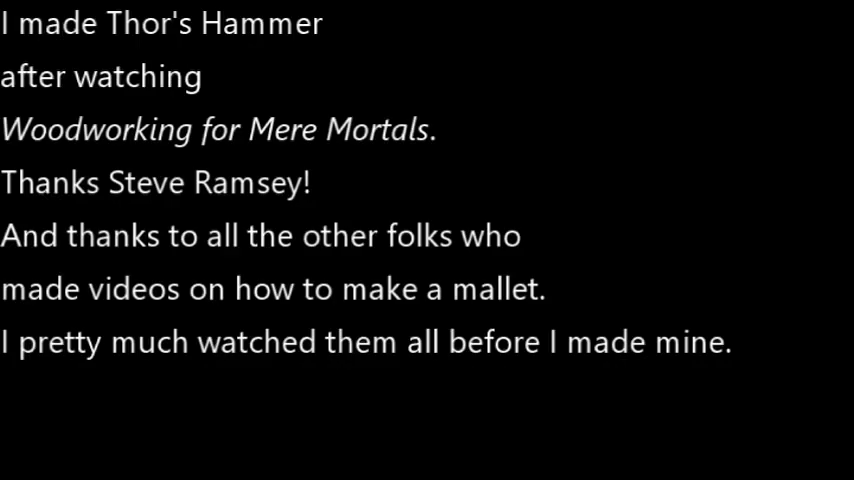 I made Thor's Hammer
after watching
Woodworking for Mere Mortals.
Thanks Steve Ramsey!
And thanks to all the other folks who
made videos on how to make a mallet.
I pretty much watched them all before I made mine.